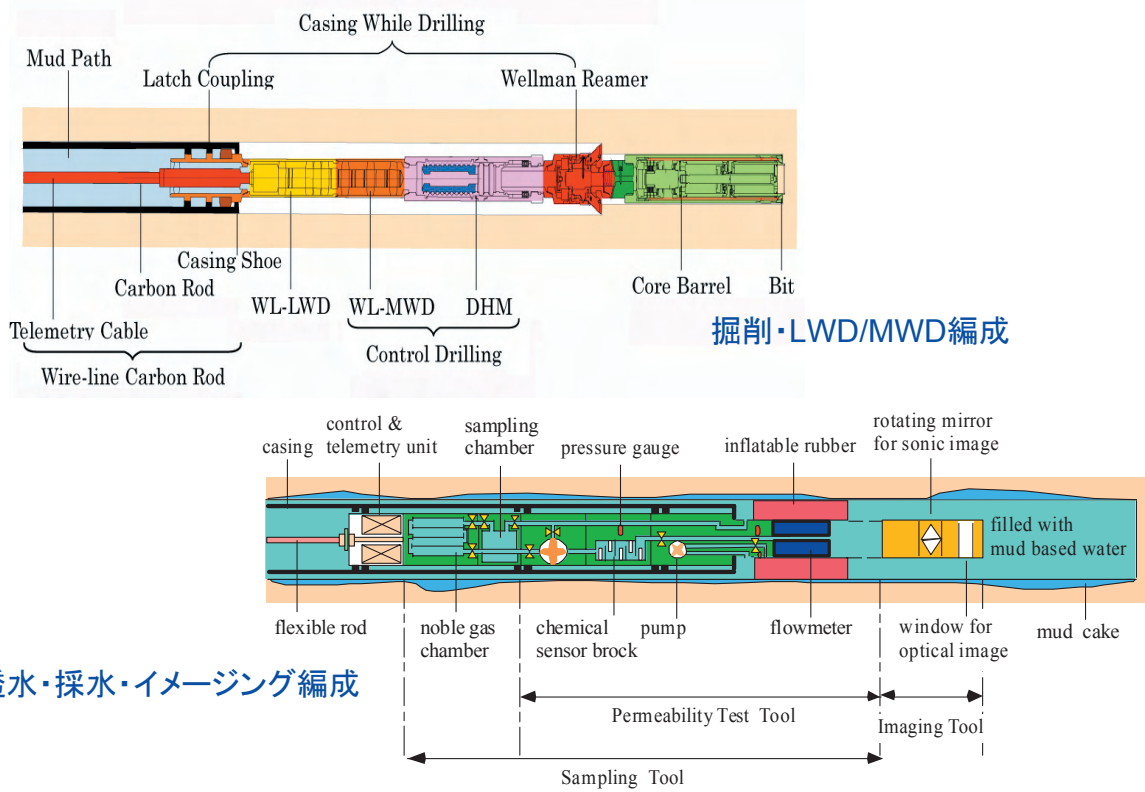 Casing While Drilling
Mud Path
Latch Coupling
Wellman Reamer
Casing Shoe
Carbon Rod
WL-LWD
WL-MWD
DHM
Core Barrel
Bit
Telemetry Cable
Control Drilling
Wire-line Carbon Rod
掘削・LWD/MWD編成
casing
control &
telemetry unit
sampling
chamber
pressure gauge
inflatable rubber
rotating mirror
for sonic image
filled with
mud based water
flexible rod
noble gas
chamber
chemical
sensor brock
pump
flowmeter
window for
optical image
mud cake
水・採水・イメージング編成
Permeability Test Tool
Imaging Tool
Sampling Tool